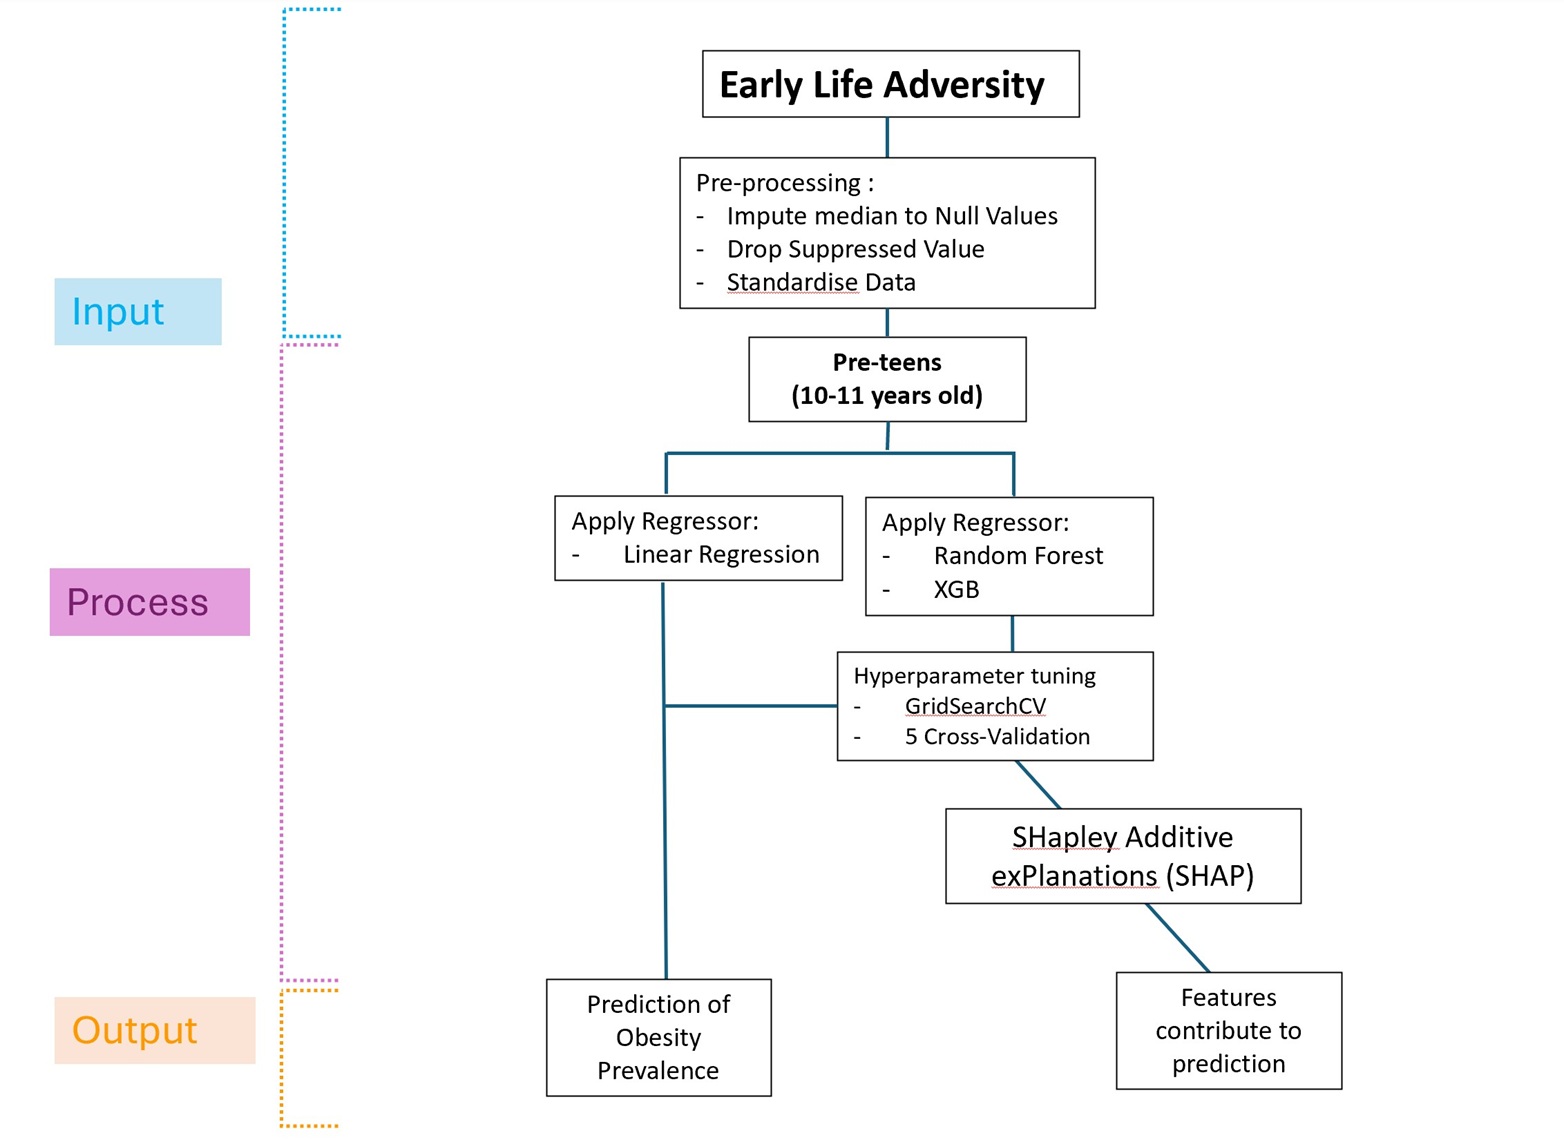 Early Life Adversity
Pre-processing :
- Impute median to Null Values
- Drop Suppressed Value
- Standardise Data
Input
Pre-teens
(10-11 years old)
Apply Regressor:
- Linear Regression
Apply Regressor:
- Random Forest
- XGB
Process
Hyperparameter tuning
- GridSearchCV
- 5 Cross-Validation
SHapley Additive
exPlanations (SHAP)
Output
Prediction of
Obesity
Prevalence
Features
contribute to
prediction